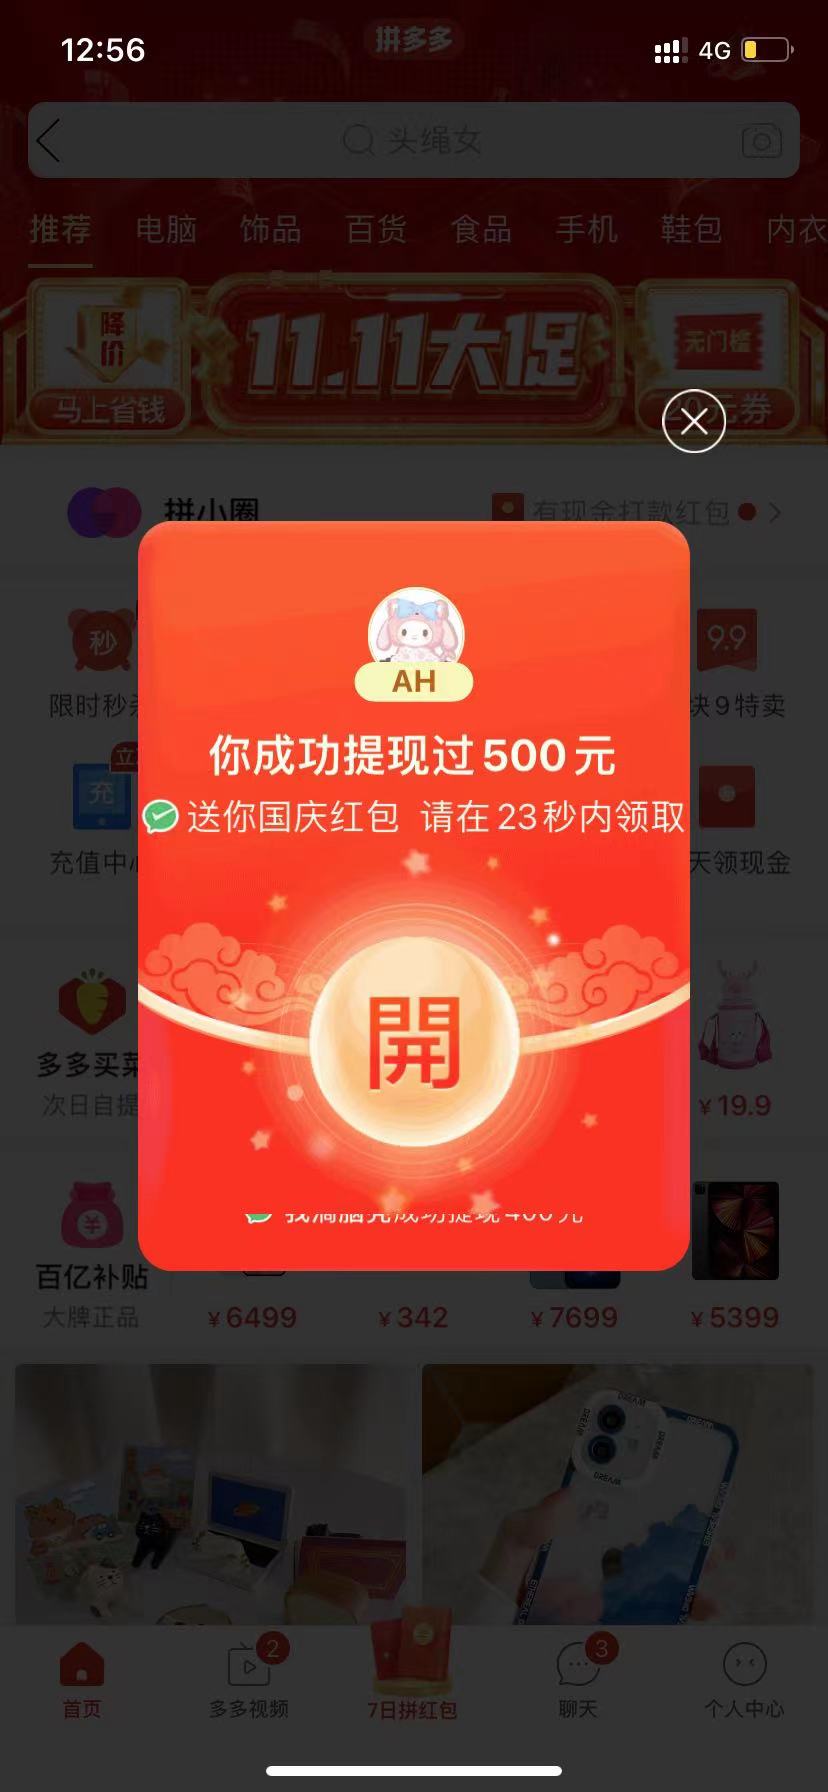 12:56
拼多多
4G
头绳女
推荐 电脑 饰品 百货 食品 手机 鞋包 内衣
降价
马上省钱
11.11大促
无门槛
20元券
拼小圈
有现金打款红包
AH
你成功提现过500元
送你国庆红包 请在23秒内领取
開
秒
限时秒
9.9
块9特卖
立
充
充值中
天领现金
多多买菜
次日自提
¥19.9
成功提现400元
百亿补贴
大牌正品
¥6499
¥342
¥7699
¥5399
DREAM
DREAM
DREAM
DREAM
DREAM
首页
2
多多视频
7日拼红包
3
聊天
个人中心